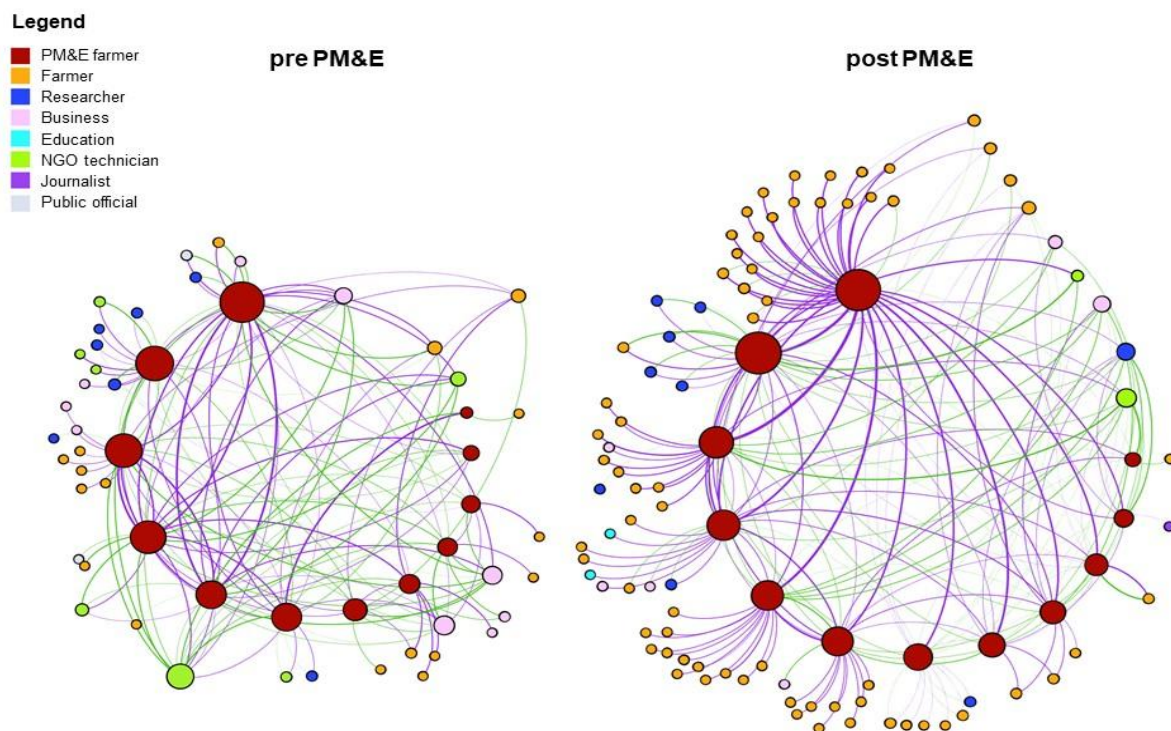 Legend
PM&E farmer
Farmer
Researcher
Business
Education
NGO technician
Journalist
Public official
pre PM&E
post PM&E